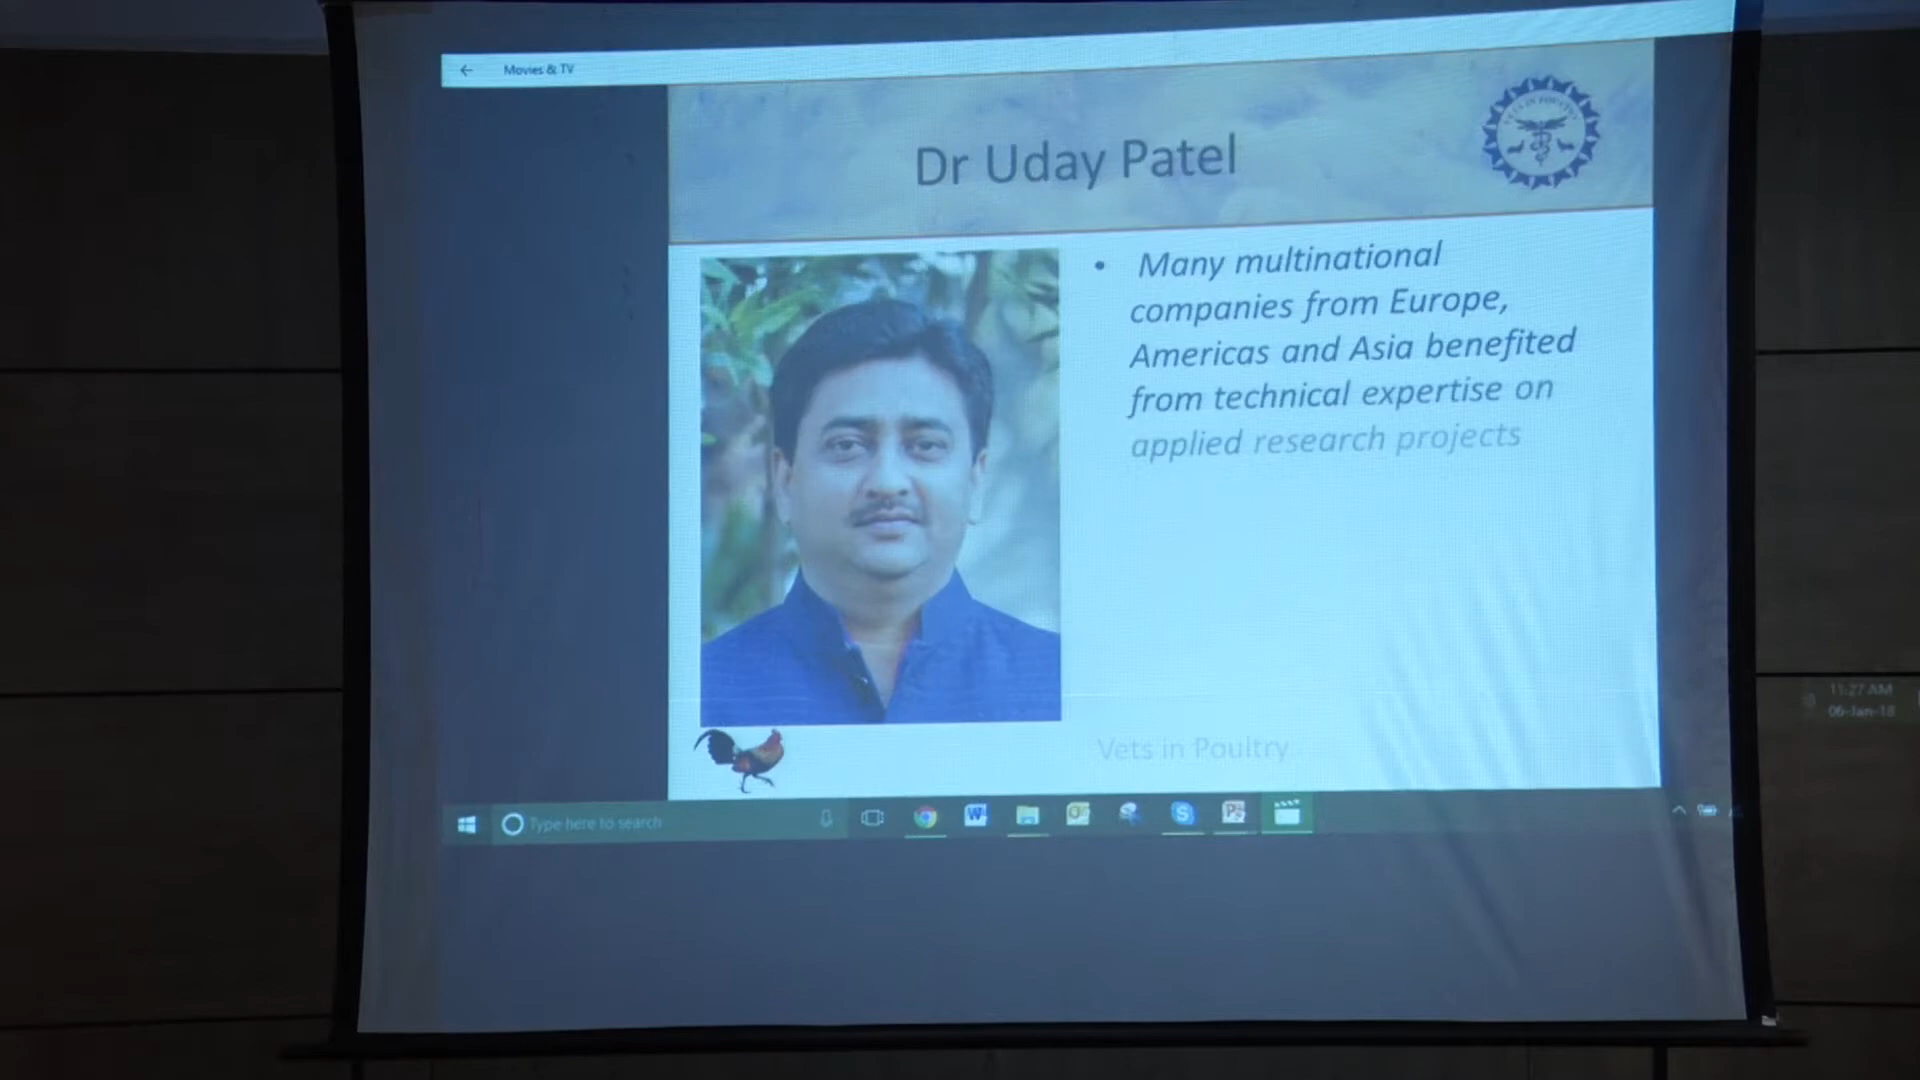 Movies & TV
Dr Uday Patel
• Many multinational
companies from Europe,
Americas and Asia benefited
from technical expertise on
applied research projects
Vets in Poultry
Type here to search
11:27 AM
06-Jan-18